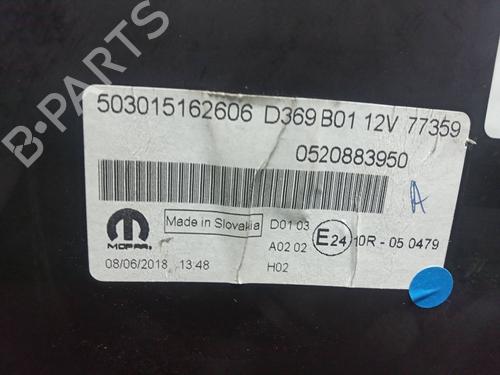 503015162606 D369 B01 12V 77359
0520883950
A
MOPAR
Made in Slovakia
D01 03
A02 02
H02
E24
10R - 05 0479
08/06/2018 13:48
B-PARTS